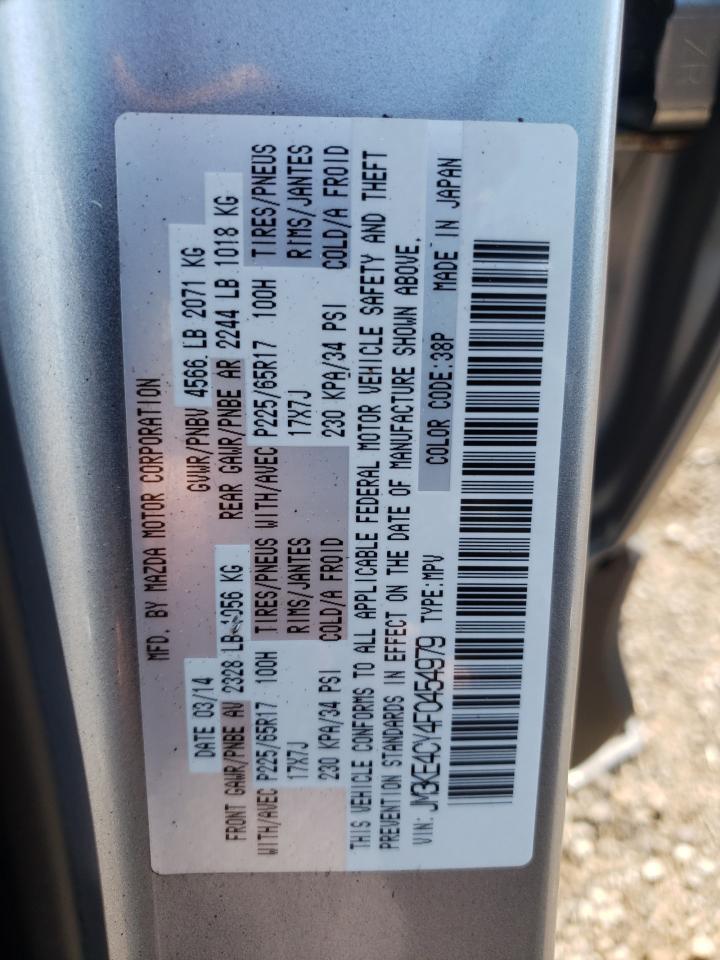 MFD. BY MAZDA MOTOR CORPORATION
DATE 03/14 GVWR/PNBV 4566 LB 2071 KG
FRONT GAWR/PNBE AV 2328 LB 1056 KG REAR GAWR/PNBE AR 2244 LB 1018 KG
WITH/AVEC P225/65R17 100H TIRES/PNEUS WITH/AVEC P225/65R17 100H TIRES/PNEUS
17X7J RIMS/JANTES 17X7J RIMS/JANTES
230 KPA/34 PSI COLD/A FROID 230 KPA/34 PSI COLD/A FROID
THIS VEHICLE CONFORMS TO ALL APPLICABLE FEDERAL MOTOR VEHICLE SAFETY AND THEFT
PREVENTION STANDARDS IN EFFECT ON THE DATE OF MANUFACTURE SHOWN ABOVE.
VIN: JM3KE4CY4F0454979 TYPE:MPV COLOR CODE:38P MADE IN JAPAN